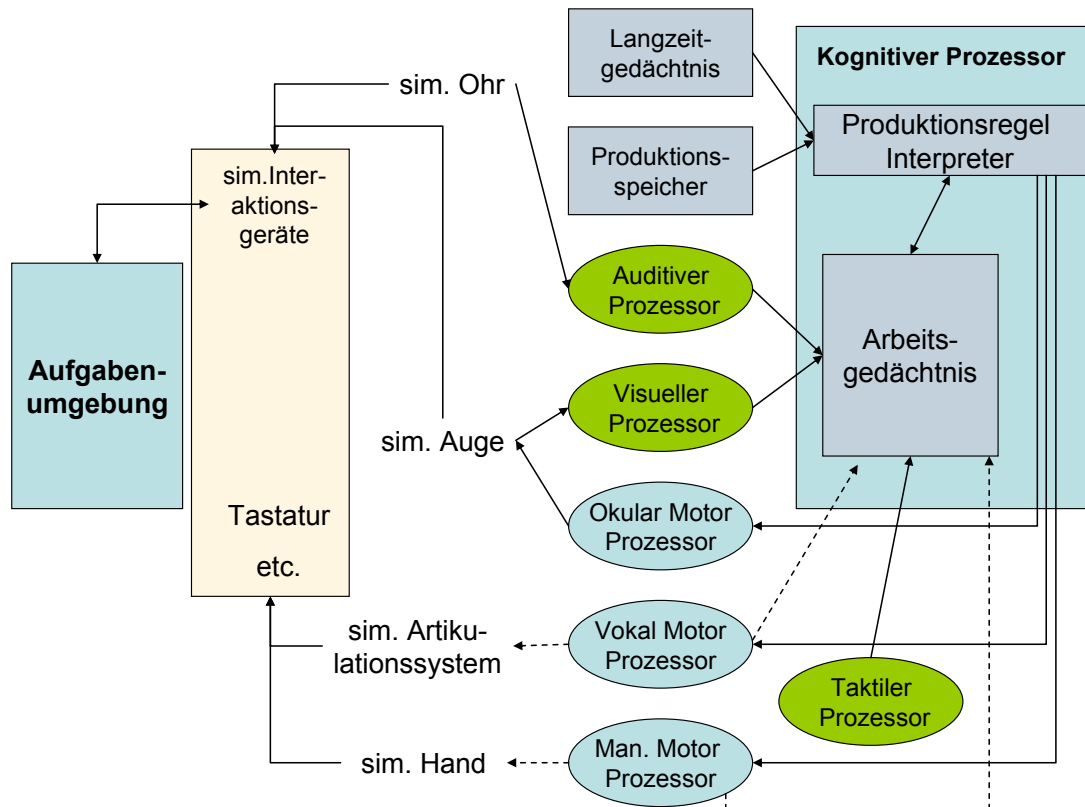 Langzeit-
gedächtnis
Kognitiver Prozessor
sim. Ohr
Produktionsregel
Interpreter
Produktions-
speicher
sim.Inter-
aktions-
geräte
Auditiver
Prozessor
Arbeits-
gedächtnis
Aufgaben-
umgebung
Visueller
Prozessor
sim. Auge
Tastatur
etc.
Okular Motor
Prozessor
sim. Artiku-
lationssystem
Vokal Motor
Prozessor
Taktiler
Prozessor
sim. Hand
Man. Motor
Prozessor